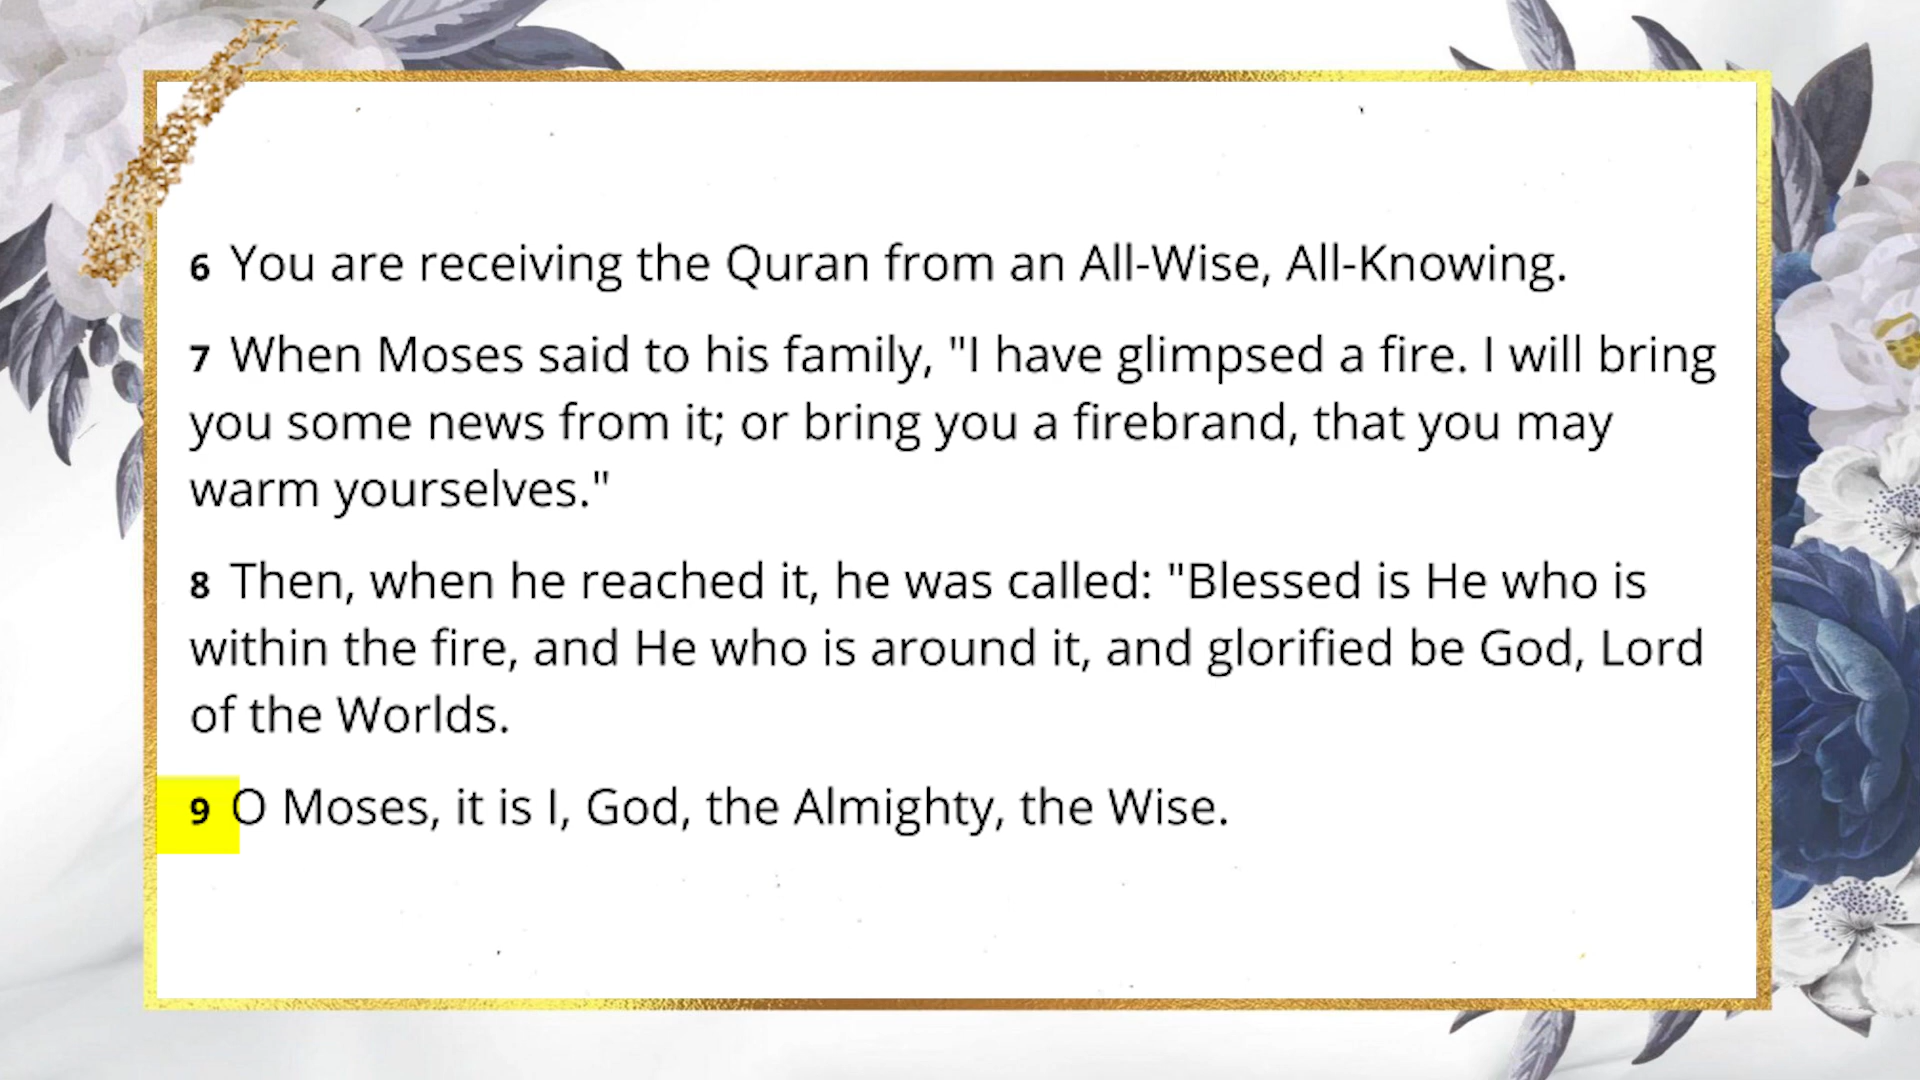 6 You are receiving the Quran from an All-Wise, All-Knowing.
7 When Moses said to his family, "I have glimpsed a fire. I will bring
you some news from it; or bring you a firebrand, that you may
warm yourselves."
8 Then, when he reached it, he was called: "Blessed is He who is
within the fire, and He who is around it, and glorified be God, Lord
of the Worlds.
9 O Moses, it is I, God, the Almighty, the Wise.